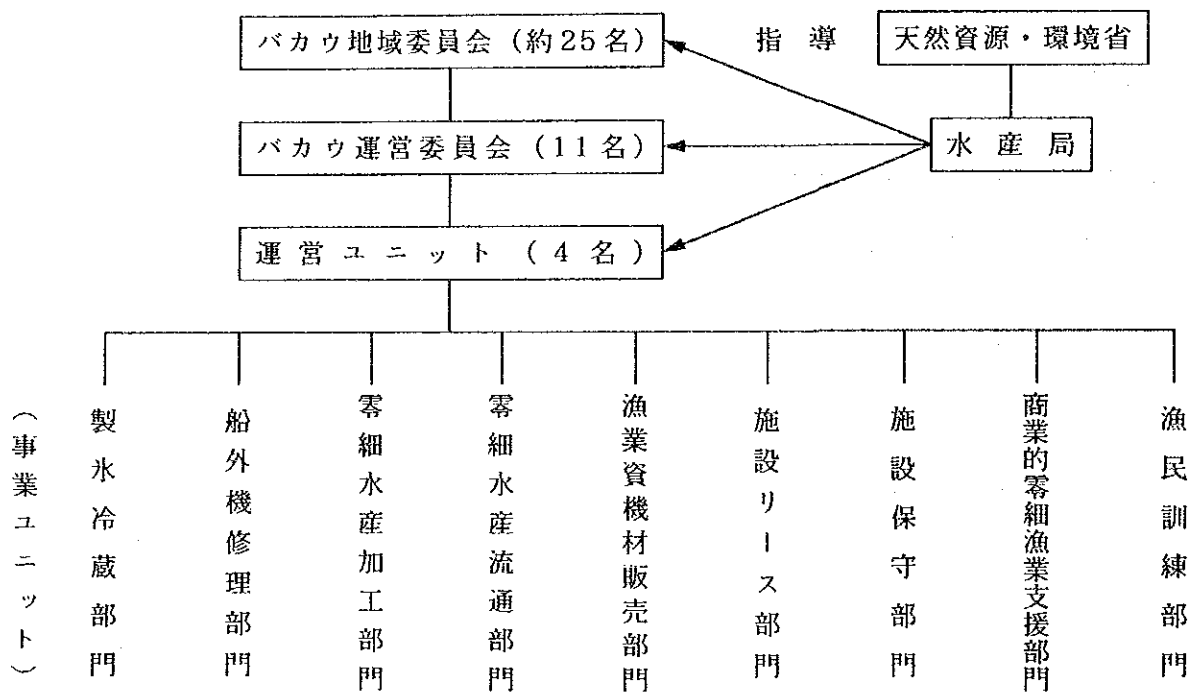 バカウ地域委員会（約25名）
指導
天然資源・環境省
バカウ運営委員会（11名）
水産局
運営ユニット（4名）
（事業ユニット）
製氷冷蔵部門
船外機修理部門
零細水産加工部門
零細水産流通部門
漁業資機材販売部門
施設リース部門
施設保守部門
商業的零細漁業支援部門
漁民訓練部門